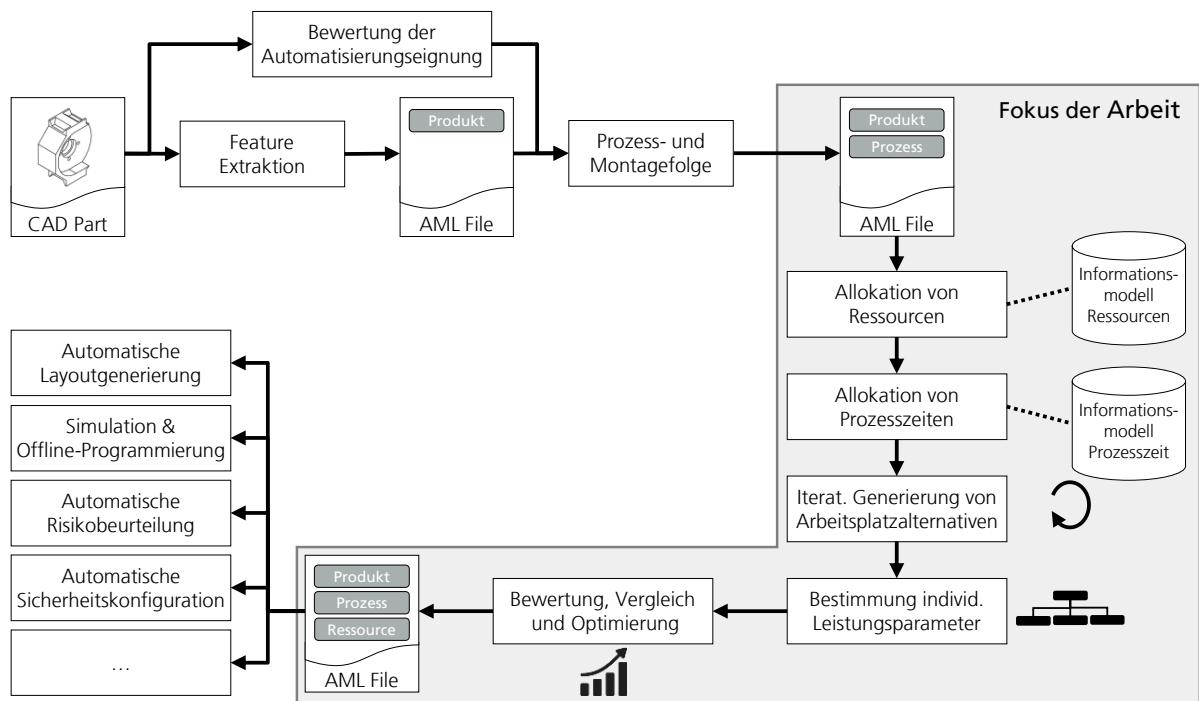 Bewertung der
Automatisierungseignung
CAD Part
Feature
Extraktion
Produkt
AML File
Prozess- und
Montagefolge
Fokus der Arbeit
Produkt
Prozess
AML File
Allokation von
Ressourcen
Informations-
modell
Ressourcen
Allokation von
Prozesszeiten
Informations-
modell
Prozesszeit
Iterat. Generierung von
Arbeitsplatzalternativen
Bestimmung individ.
Leistungsparameter
Bewertung, Vergleich
und Optimierung
Produkt
Prozess
Ressource
AML File
Automatische
Layoutgenerierung
Simulation &
Offline-Programmierung
Automatische
Risikobeurteilung
Automatische
Sicherheitskonfiguration
...